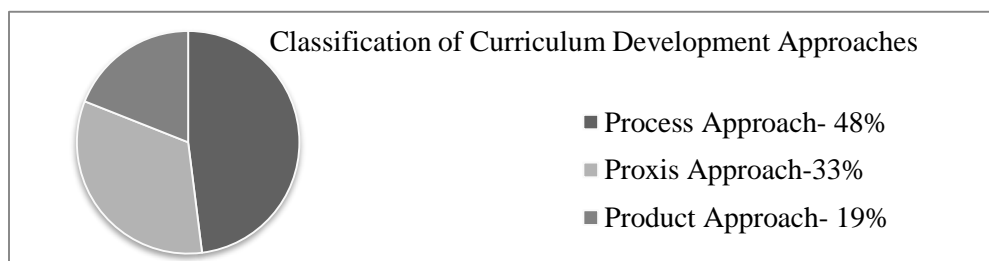 Classification of Curriculum Development Approaches
Process Approach- 48%
Proxis Approach-33%
Product Approach- 19%